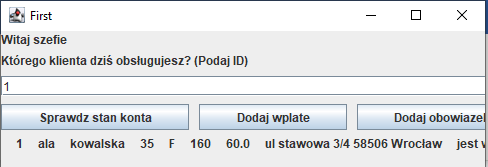 First
Witaj szefie
Którego klienta dziś obsługujesz? (Podaj ID)
1
Sprawdz stan konta Dodaj wplate Dodaj obowiazel
1 ala kowalska 35 F 160 60.0 ul stawowa 3/4 58506 Wrocław jest w